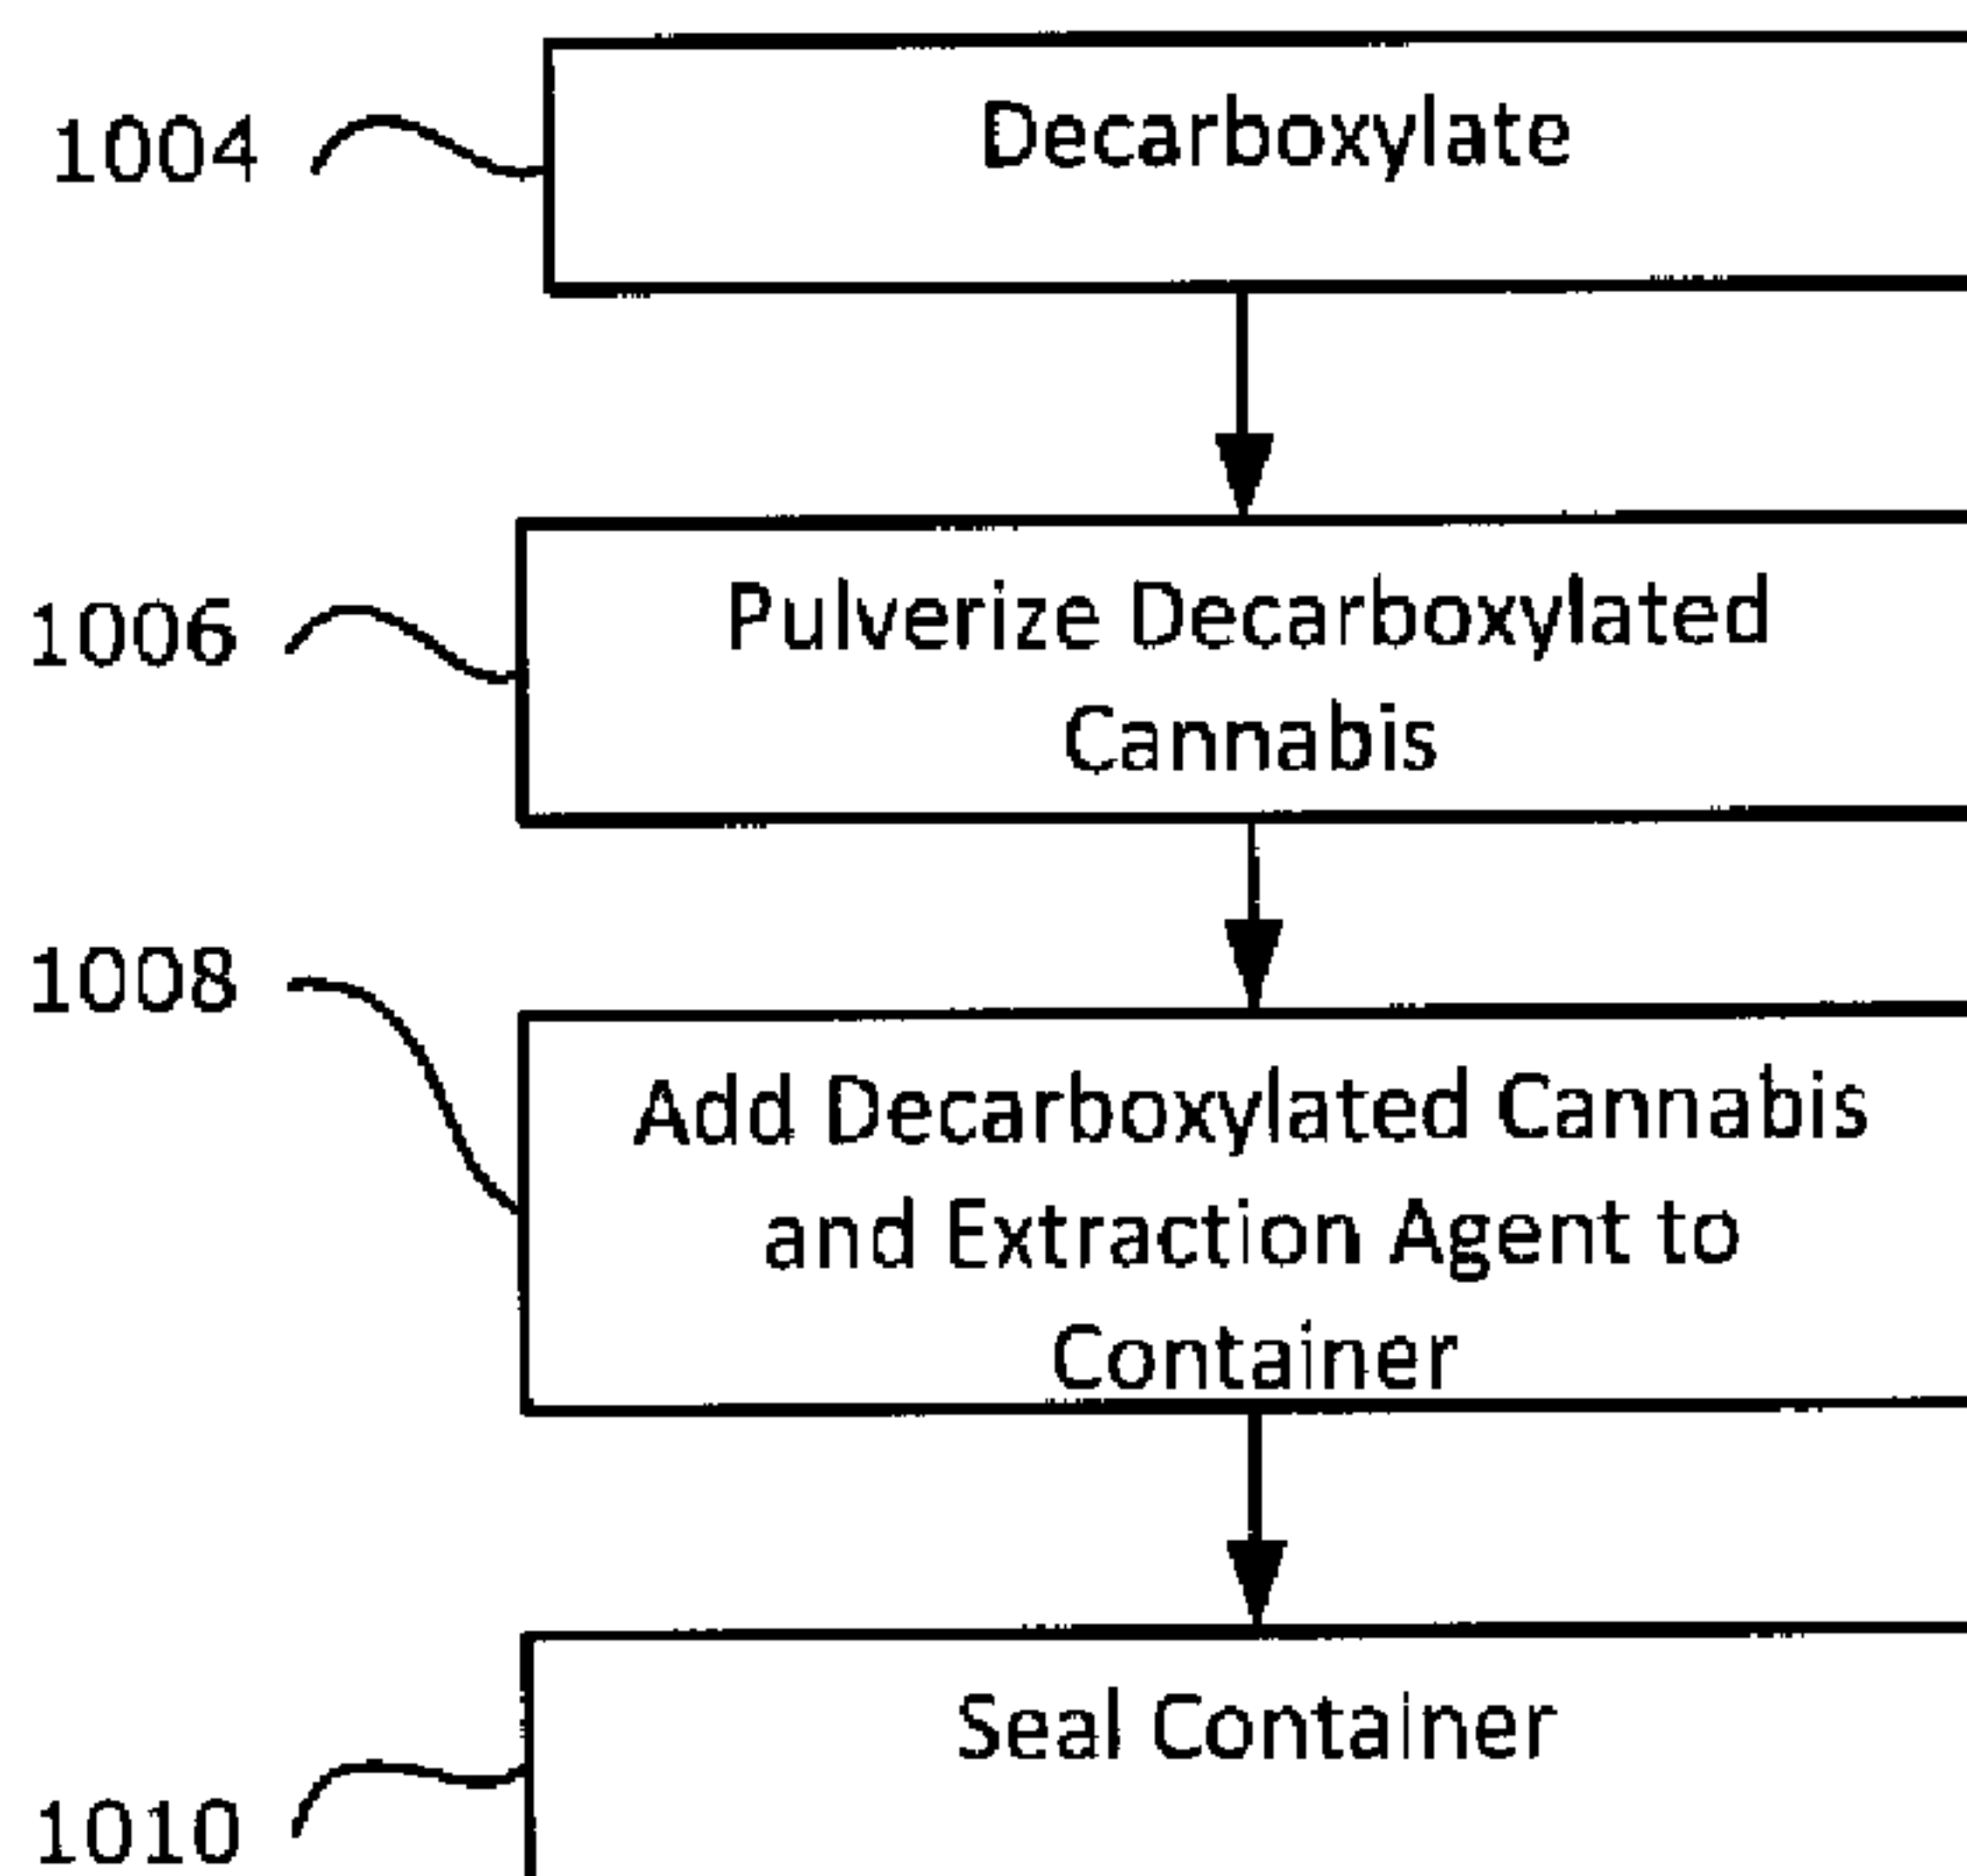 1004
Decarboxylate
1006
Pulverize Decarboxylated
Cannabis
1008
Add Decarboxylated Cannabis
and Extraction Agent to
Container
Seal Container
1010